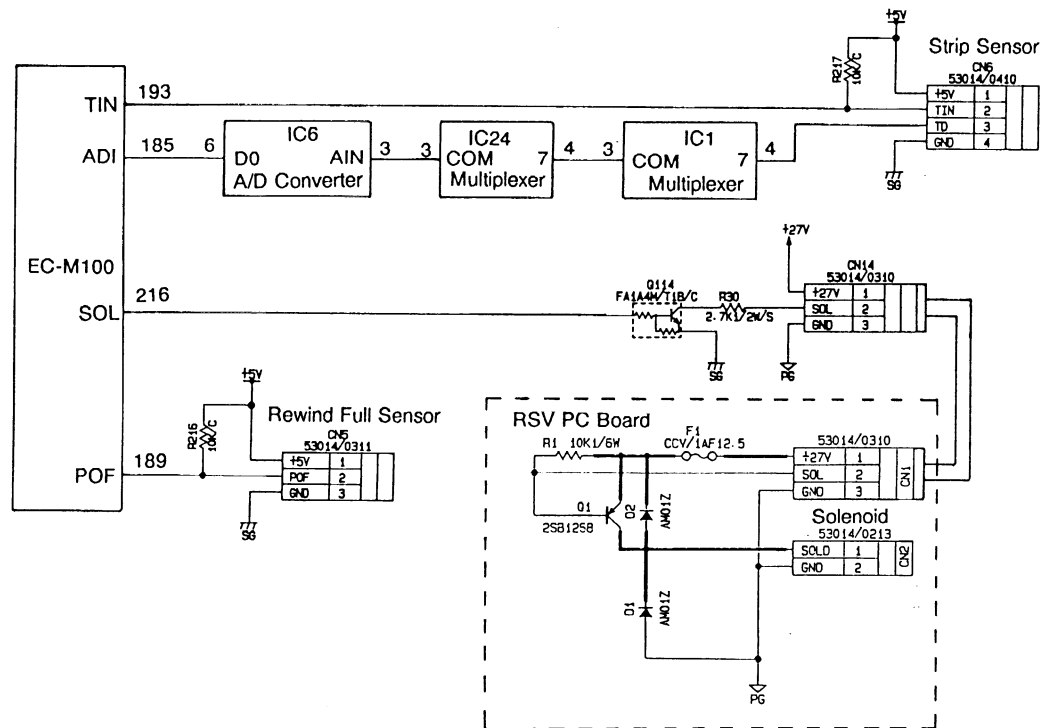 +5V
Strip Sensor
CN6
53014/0410
R217
10K/C
+5V 1
TIN 2
TD 3
GND 4
SG
TIN 193
ADI 185 6
IC6
D0 AIN
A/D Converter
3 3
IC24
COM 7
Multiplexer
4 3
IC1
COM 7
Multiplexer
4
EC-M100
SOL 216
Q114
FA1A4M/T1B/C
R30
2.7K1/2W/S
SG
+27V
CN14
53014/0310
+27V 1
SOL 2
GND 3
PG
+5V
R216
10K/C
Rewind Full Sensor
CN5
53014/0311
+5V 1
POF 2
GND 3
SG
POF 189
RSV PC Board
R1 10K1/6W
F1
CCV/1AF12.5
53014/0310
+27V 1
SOL 2
GND 3
CN1
Q1
2SB1258
D2
AM01Z
Solenoid
53014/0213
SOLD 1
GND 2
CN2
D1
AM01Z
PG